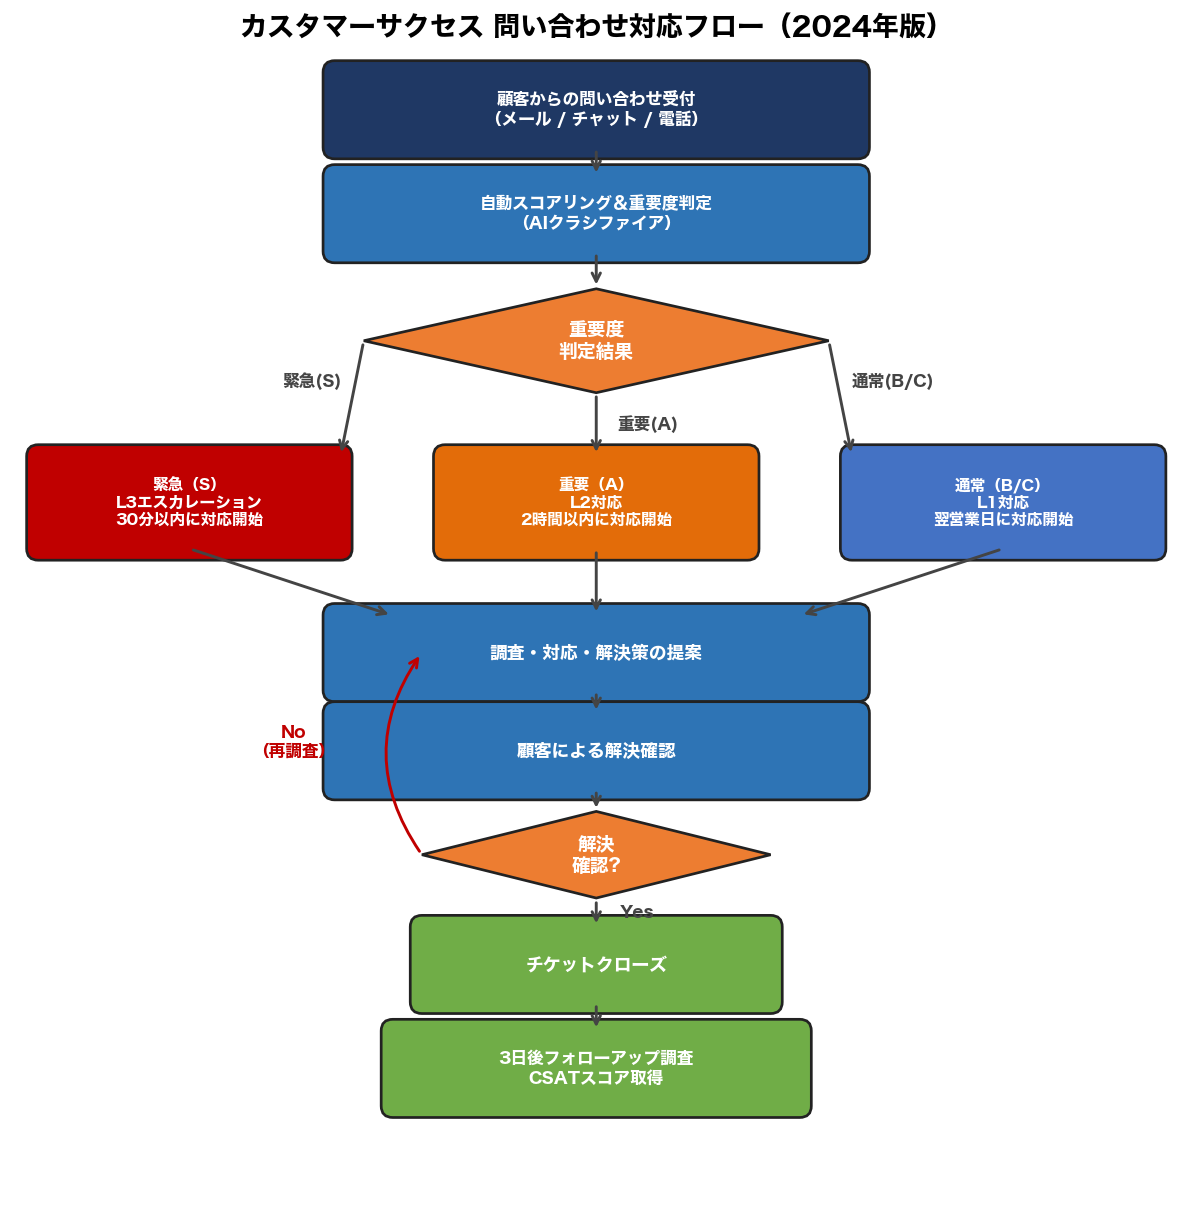 カスタマーサクセス 問い合わせ対応フロー（2024年版）
顧客からの問い合わせ受付
（メール / チャット / 電話）
自動スコアリング＆重要度判定
（AIクラシファイア）
重要度
判定結果
緊急(S)
通常(B/C)
重要(A)
緊急（S）
L3エスカレーション
30分以内に対応開始
重要（A）
L2対応
2時間以内に対応開始
通常（B/C）
L1対応
翌営業日に対応開始
調査・対応・解決策の提案
No
（再調査）
顧客による解決確認
解決
確認?
Yes
チケットクローズ
3日後フォローアップ調査
CSATスコア取得